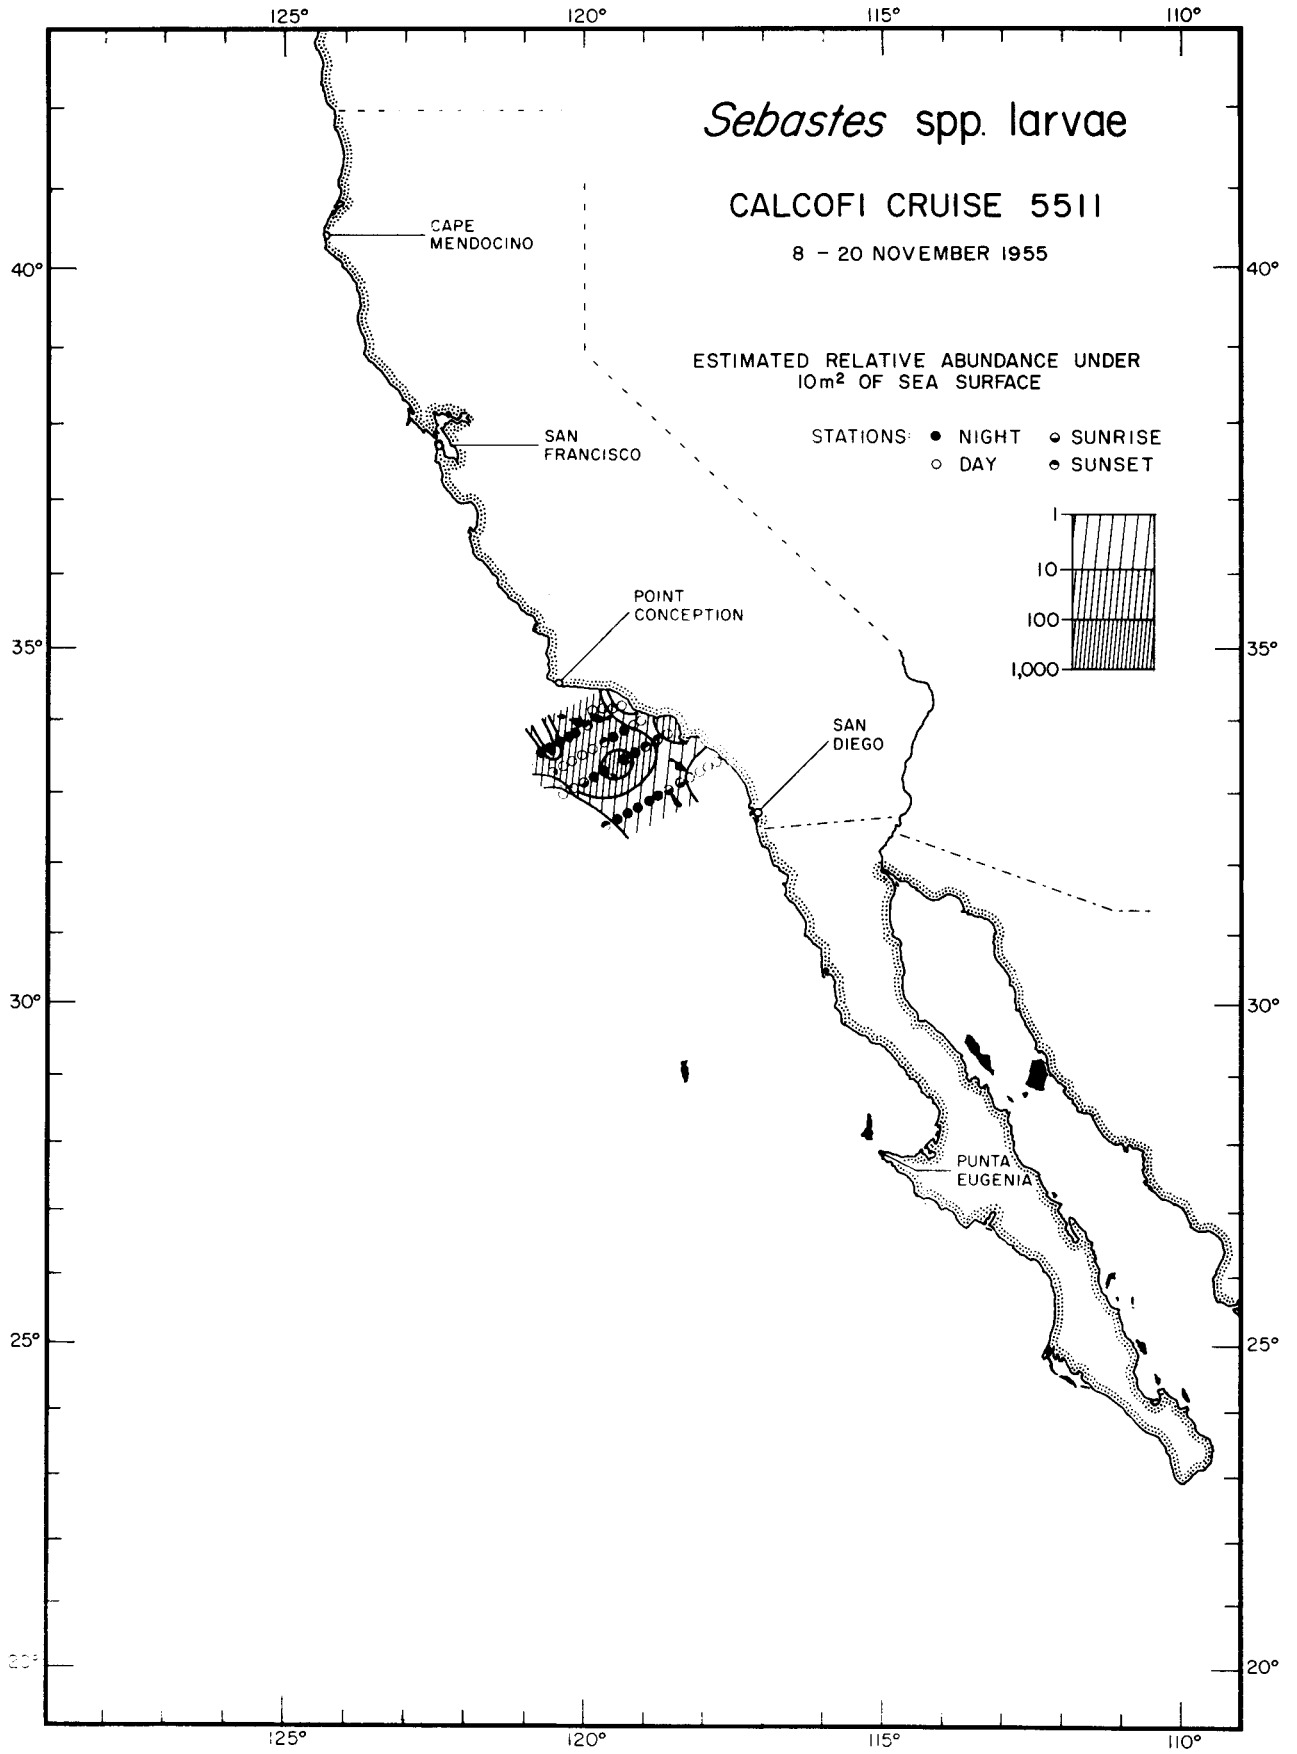 125° 120° 115° 110°
Sebastes spp. larvae
CALCOFI CRUISE 5511
8 – 20 NOVEMBER 1955
CAPE
MENDOCINO
40° 40°
ESTIMATED RELATIVE ABUNDANCE UNDER
10m² OF SEA SURFACE
STATIONS: ● NIGHT ◒ SUNRISE
○ DAY ◓ SUNSET
SAN
FRANCISCO
1
10
100
1,000
POINT
CONCEPTION
35° 35°
SAN
DIEGO
30° 30°
PUNTA
EUGENIA
25° 25°
20° 20°
125° 120° 115° 110°